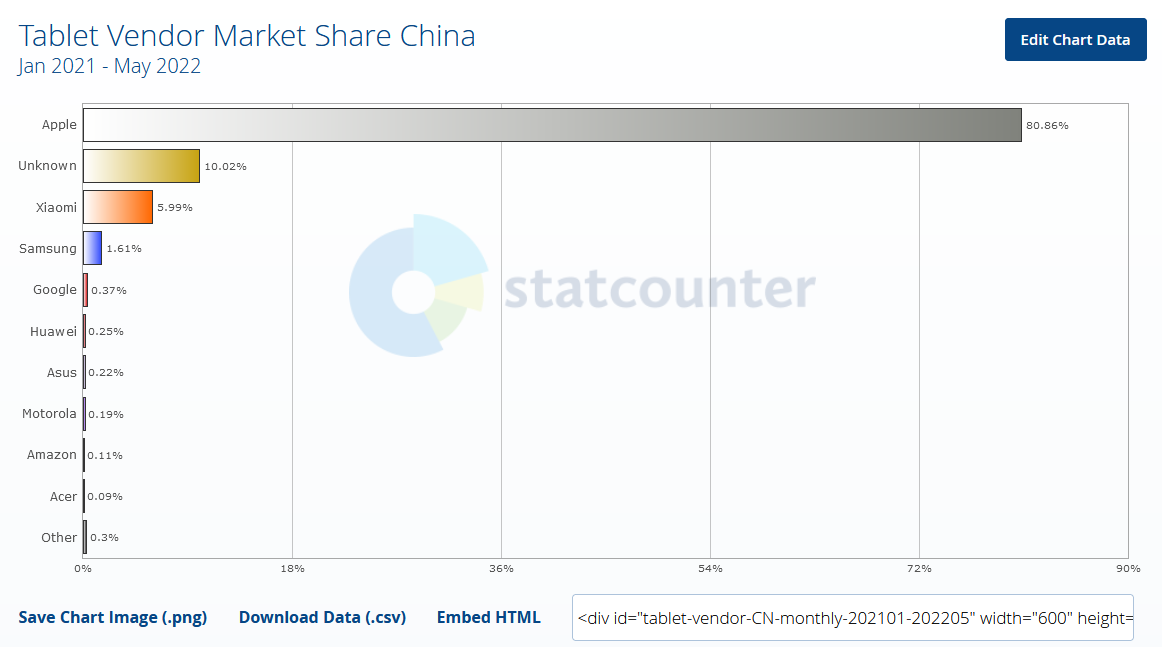 Tablet Vendor Market Share China
Edit Chart Data
Jan 2021 - May 2022
Apple 80.86%
Unknown 10.02%
Xiaomi 5.99%
Samsung 1.61%
statcounter
Google 0.37%
Huawei 0.25%
Asus 0.22%
Motorola 0.19%
Amazon 0.11%
Acer 0.09%
Other 0.3%
0% 18% 36% 54% 72% 90%
Save Chart Image (.png) Download Data (.csv) Embed HTML <div id="tablet-vendor-CN-monthly-202101-202205" width="600" height=